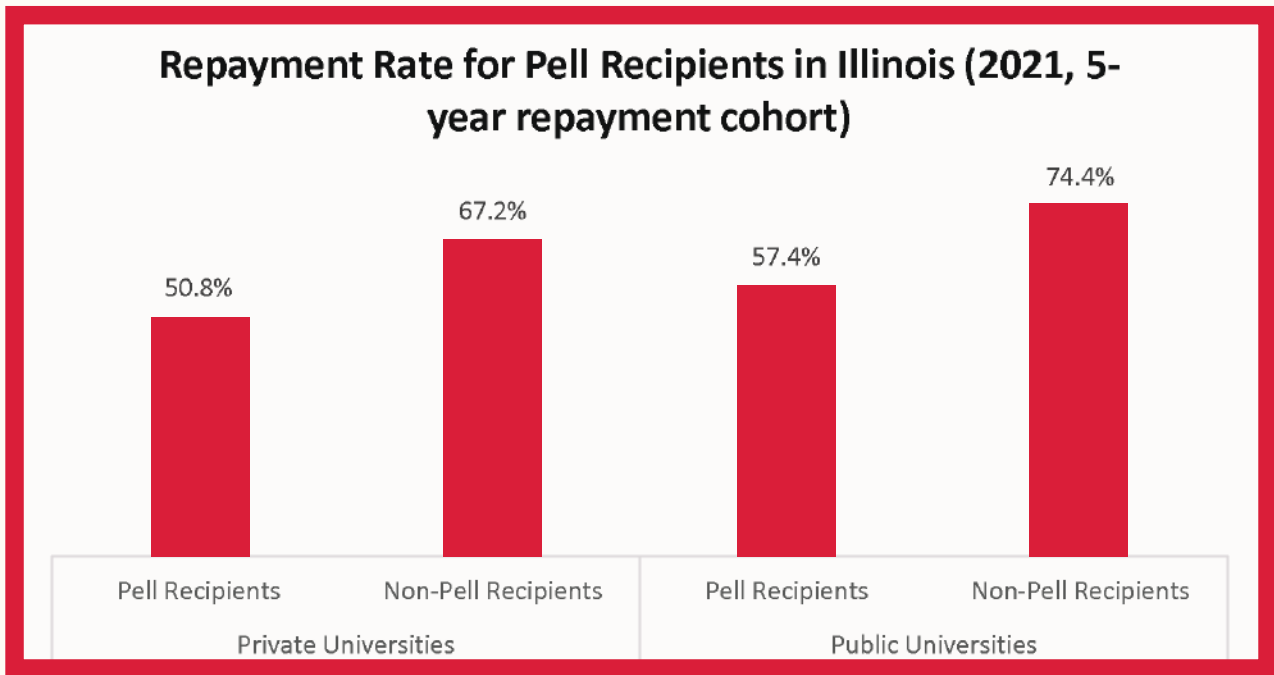 Repayment Rate for Pell Recipients in Illinois (2021, 5-
year repayment cohort)
74.4%
67.2%
57.4%
50.8%
Pell Recipients
Non-Pell Recipients
Pell Recipients
Non-Pell Recipients
Private Universities
Public Universities